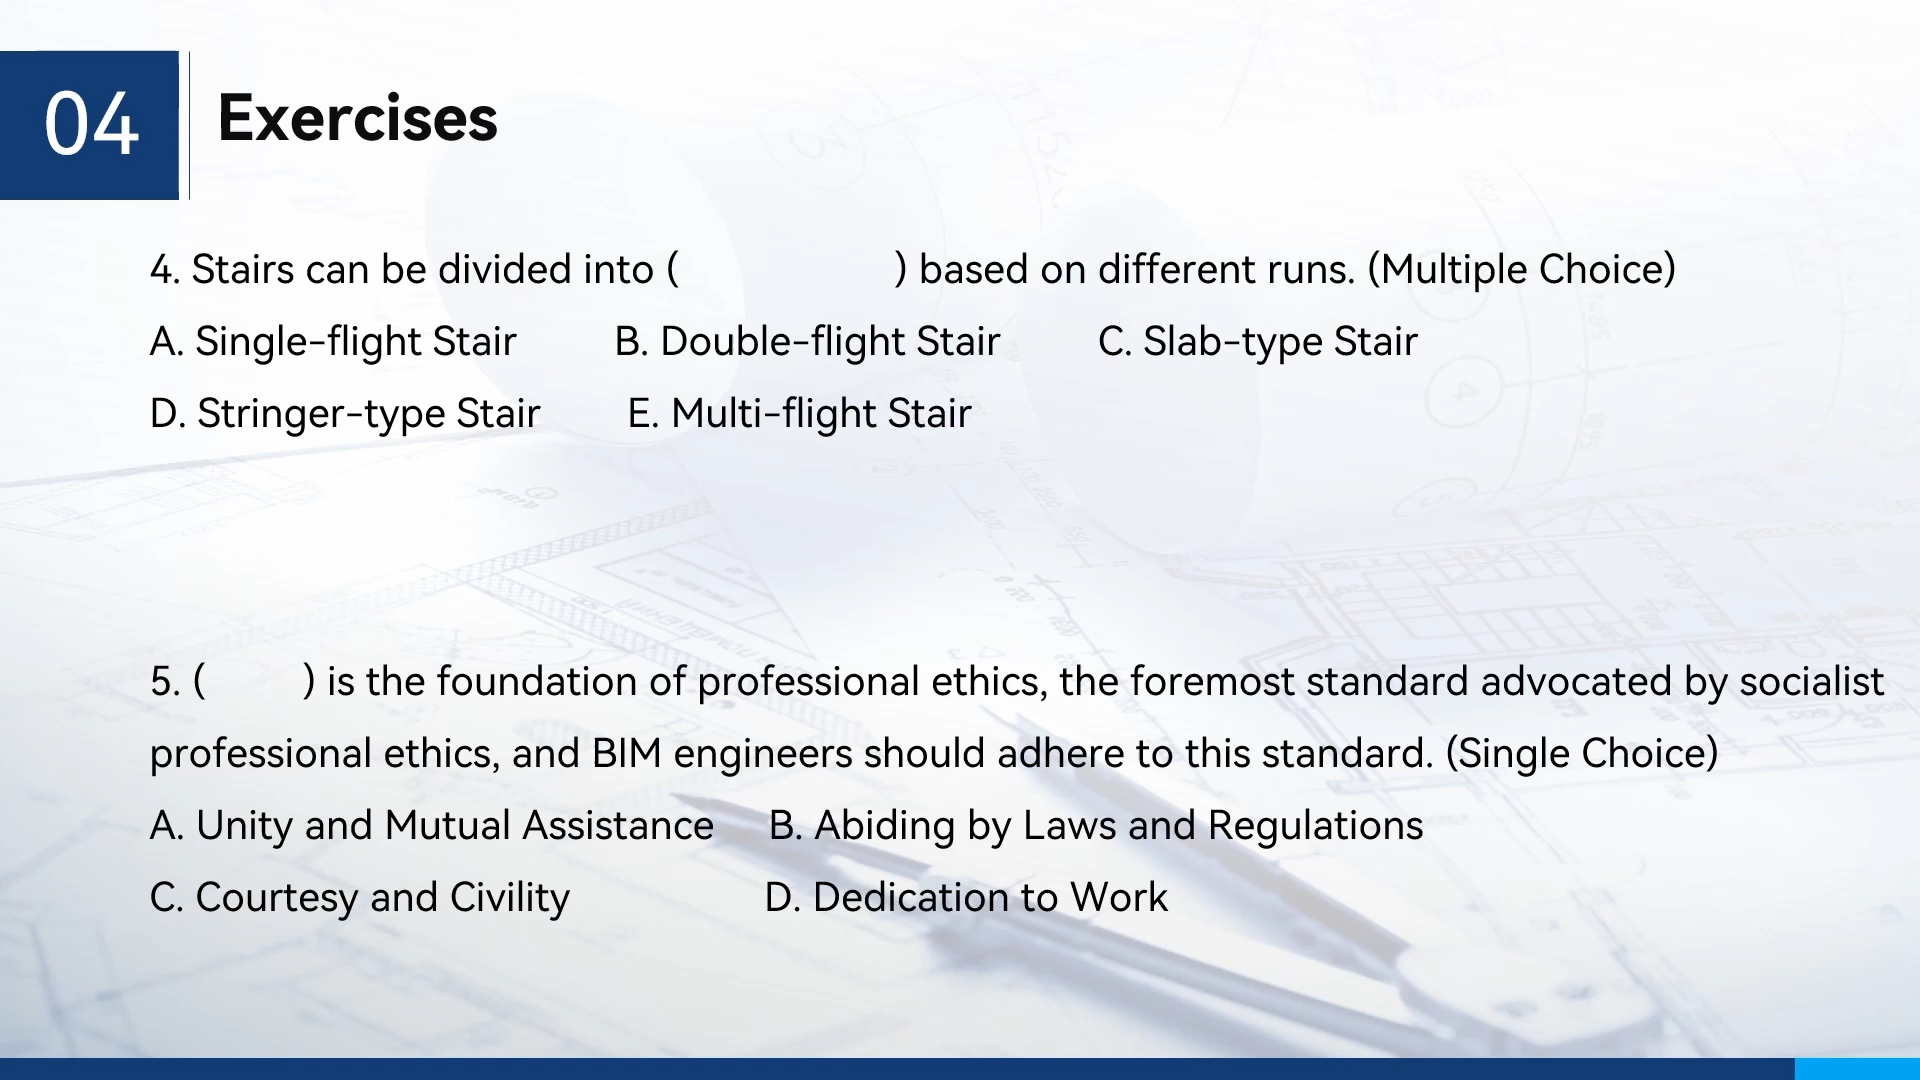 04
Exercises
4. Stairs can be divided into ( ) based on different runs. (Multiple Choice)
A. Single-flight Stair B. Double-flight Stair C. Slab-type Stair
D. Stringer-type Stair E. Multi-flight Stair
5. ( ) is the foundation of professional ethics, the foremost standard advocated by socialist
professional ethics, and BIM engineers should adhere to this standard. (Single Choice)
A. Unity and Mutual Assistance B. Abiding by Laws and Regulations
C. Courtesy and Civility D. Dedication to Work